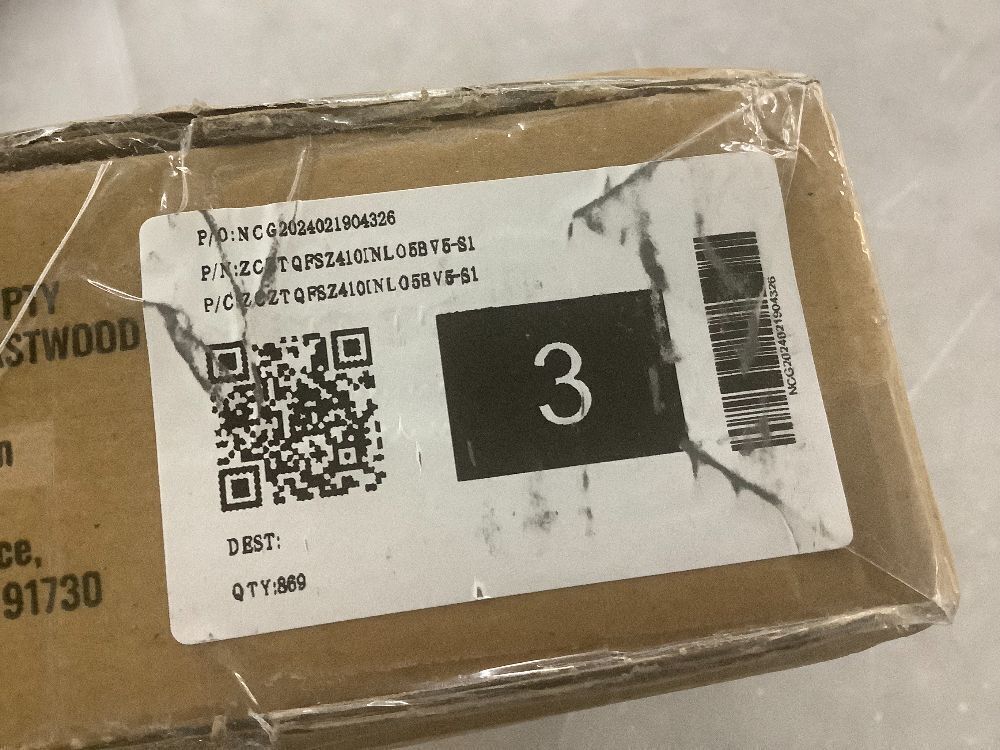 P/O:NCG2024021904326
P/N:ZCZTQFSZ410INL05BV5-S1
P/C:ZCZTQFSZ410INL05BV5-S1
3
NCG2024021904326
DEST:
QTY:869
PTY
STWOOD
n
ce,
91730